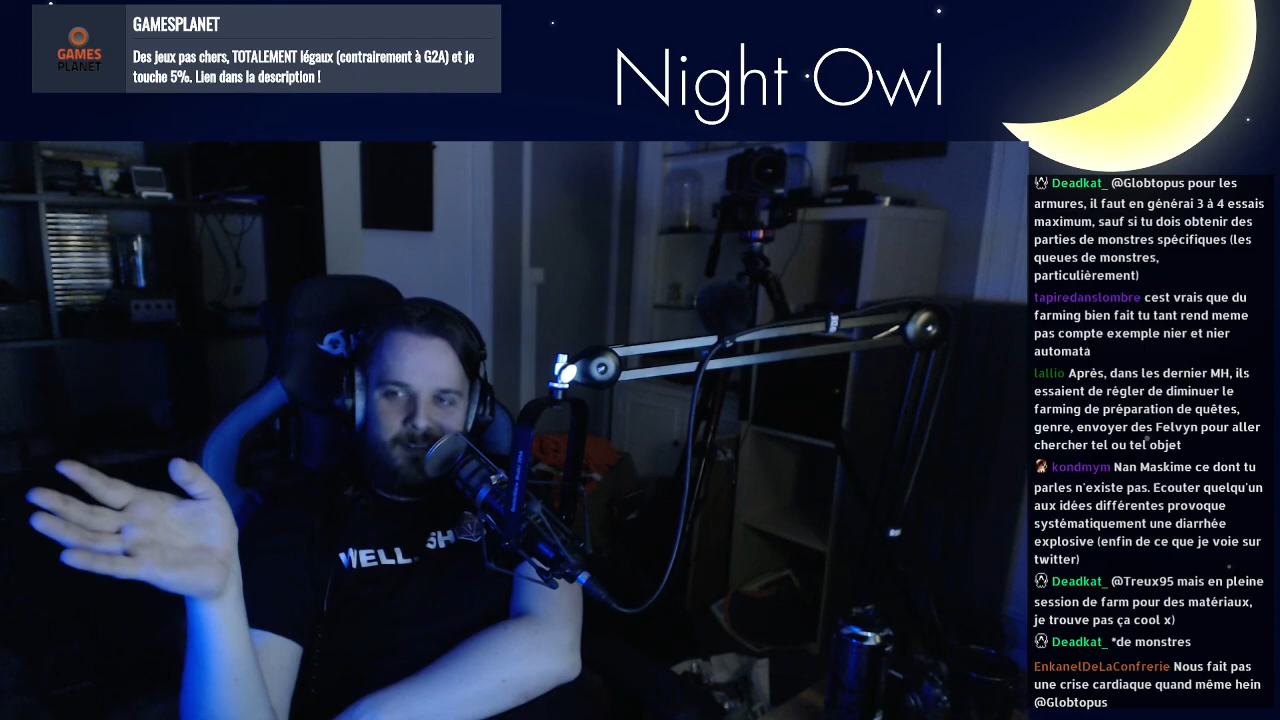 GAMESPLANET
GAMES
PLANET
Des jeux pas chers, TOTALEMENT légaux (contrairement à G2A) et je
touche 5%. Lien dans la description !
Night Owl
Deadkat_ @Globtopus pour les
armures, il faut en générai 3 à 4 essais
maximum, sauf si tu dois obtenir des
parties de monstres spécifiques (les
queues de monstres,
particulièrement)
tapiredanslombre cest vrais que du
farming bien fait tu tant rend meme
pas compte exemple nier et nier
automata
lallio Après, dans les dernier MH, ils
essaient de régler de diminuer le
farming de préparation de quêtes,
genre, envoyer des Felvyn pour aller
chercher tel ou tel objet
kondmym Nan Maskime ce dont tu
parles n'existe pas. Ecouter quelqu'un
aux idées différentes provoque
systématiquement une diarrhée
explosive (enfin de ce que je voie sur
twitter)
Deadkat_ @Treux95 mais en pleine
session de farm pour des matériaux,
je trouve pas ça cool x)
Deadkat_ *de monstres
EnkanelDeLaConfrerie Nous fait pas
une crise cardiaque quand même hein
@Globtopus
WELL, SH